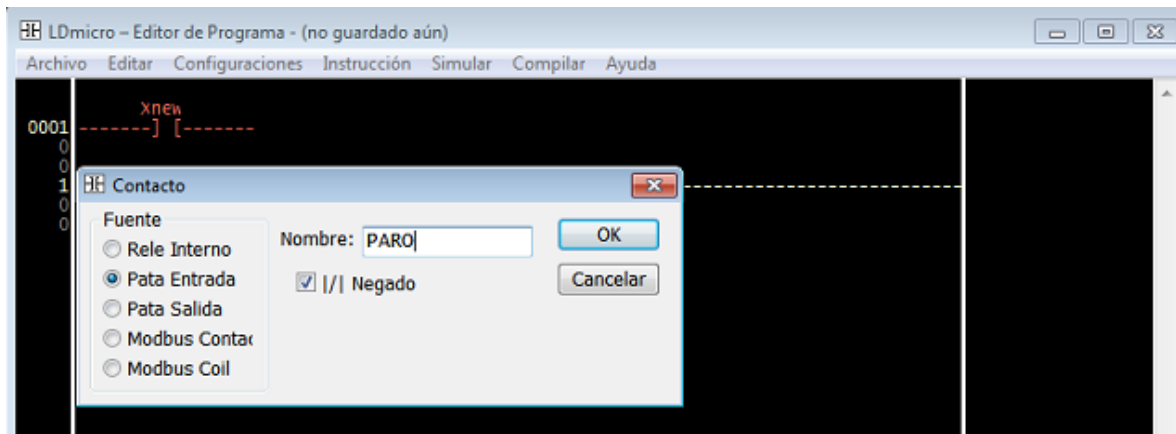 LDmicro – Editor de Programa - (no guardado aún)
Archivo Editar Configuraciones Instrucción Simular Compilar Ayuda
Xnew
0001 -------] [-------
0
0
1
0
0
Contacto
Fuente
Rele Interno
Pata Entrada
Pata Salida
Modbus Contac
Modbus Coil
Nombre: PARO
|/| Negado
OK
Cancelar